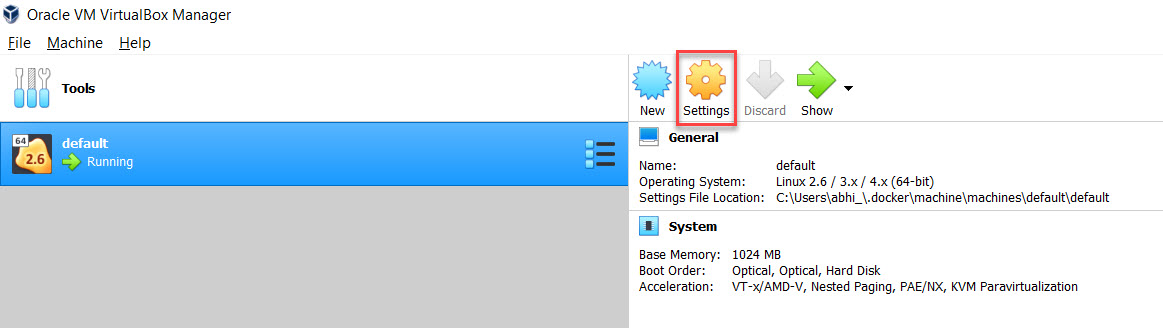 Oracle VM VirtualBox Manager
File Machine Help
Tools
New Settings Discard Show
64
2.6
default
Running
General
Name: default
Operating System: Linux 2.6 / 3.x / 4.x (64-bit)
Settings File Location: C:\Users\abhi_\.docker\machine\machines\default\default
System
Base Memory: 1024 MB
Boot Order: Optical, Optical, Hard Disk
Acceleration: VT-x/AMD-V, Nested Paging, PAE/NX, KVM Paravirtualization